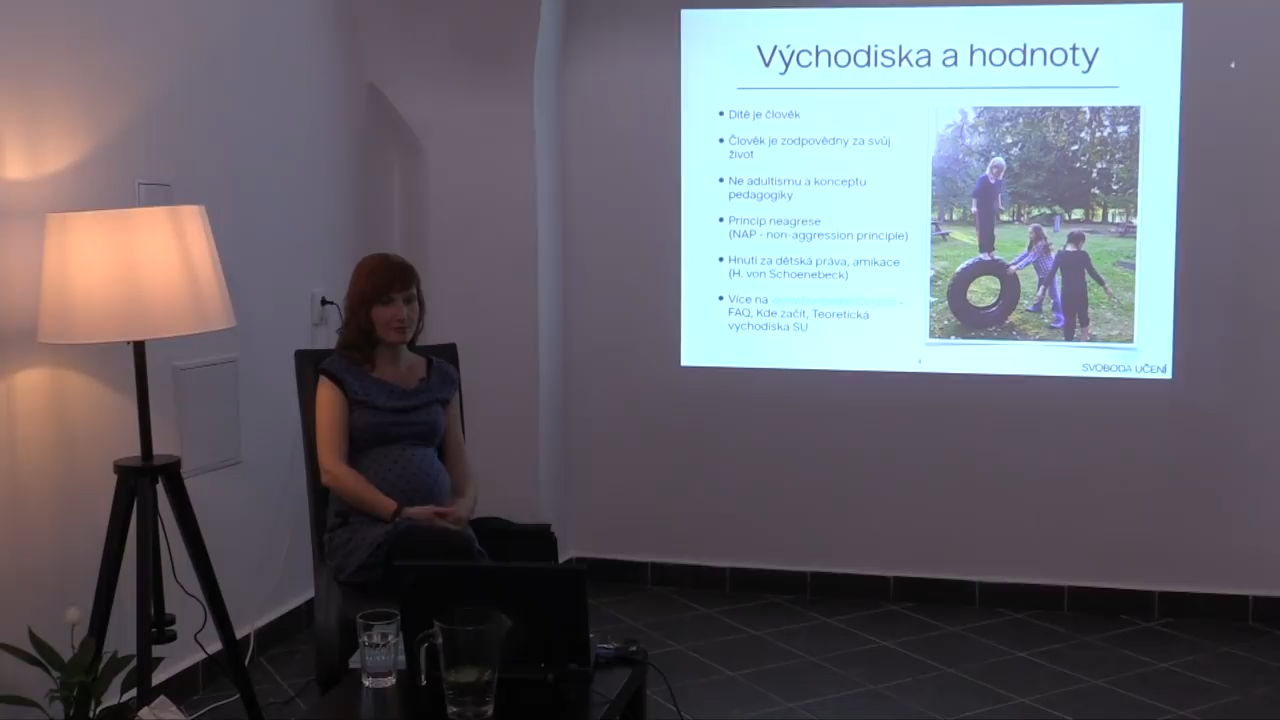 Východiska a hodnoty
• Dítě je člověk
• Člověk je zodpovědný za svůj
život
• Ne adultismu a konceptu
pedagogiky
• Princip neagrese
(NAP - non-aggression principle)
• Hnutí za dětská práva, amikace
(H. von Schoenebeck)
• Více na
FAQ, Kde začít, Teoretická
východiska SU
SVOBODA UČENÍ